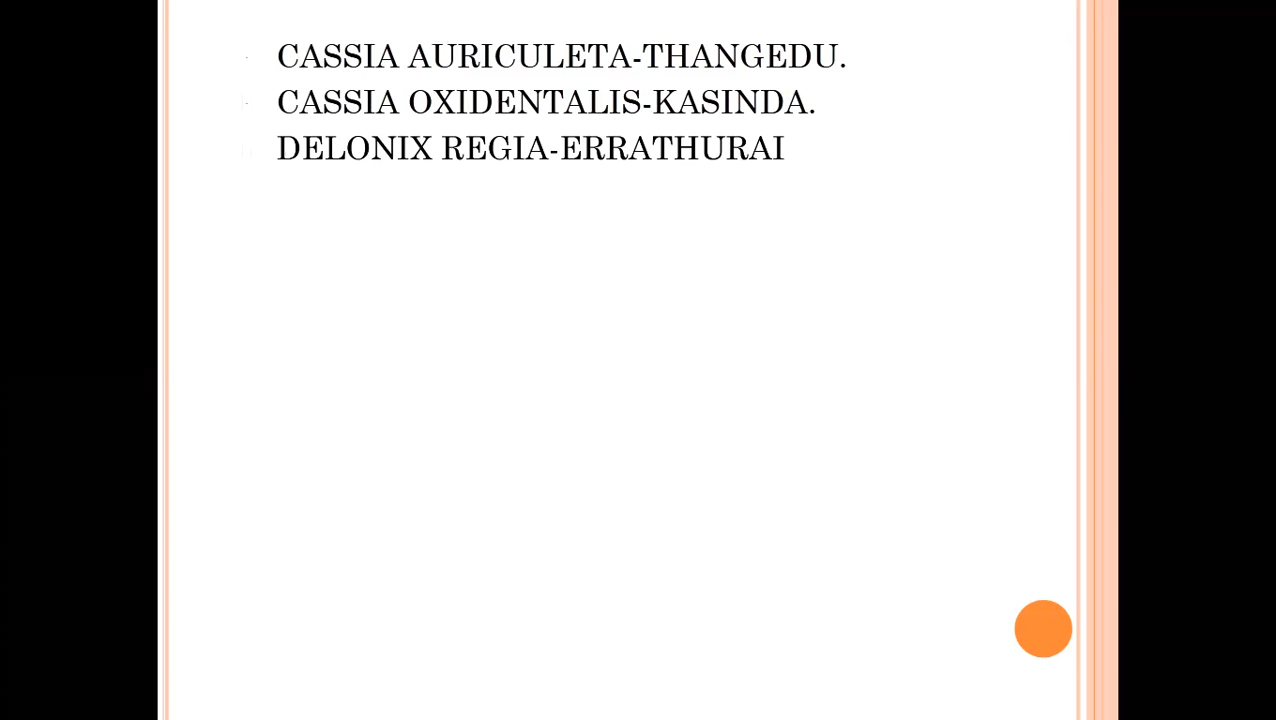 CASSIA AURICULETA-THANGEDU.
CASSIA OXIDENTALIS-KASINDA.
DELONIX REGIA-ERRATHURAI